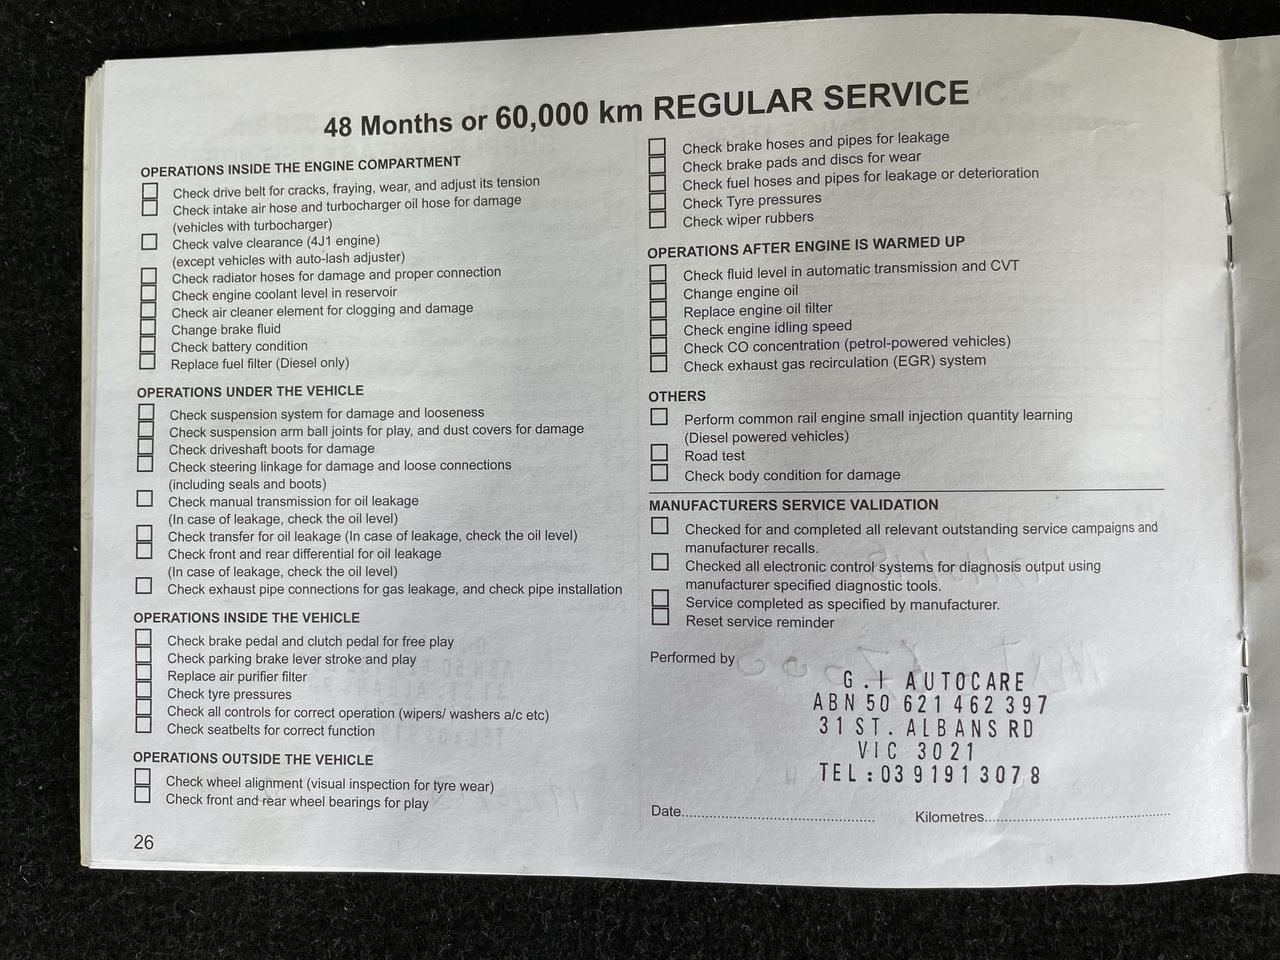 48 Months or 60,000 km REGULAR SERVICE
OPERATIONS INSIDE THE ENGINE COMPARTMENT
Check drive belt for cracks, fraying, wear, and adjust its tension
Check intake air hose and turbocharger oil hose for damage
(vehicles with turbocharger)
Check valve clearance (4J1 engine)
(except vehicles with auto-lash adjuster)
Check radiator hoses for damage and proper connection
Check engine coolant level in reservoir
Check air cleaner element for clogging and damage
Change brake fluid
Check battery condition
Replace fuel filter (Diesel only)
OPERATIONS UNDER THE VEHICLE
Check suspension system for damage and looseness
Check suspension arm ball joints for play, and dust covers for damage
Check driveshaft boots for damage
Check steering linkage for damage and loose connections
(including seals and boots)
Check manual transmission for oil leakage
(In case of leakage, check the oil level)
Check transfer for oil leakage (In case of leakage, check the oil level)
Check front and rear differential for oil leakage
(In case of leakage, check the oil level)
Check exhaust pipe connections for gas leakage, and check pipe installation
OPERATIONS INSIDE THE VEHICLE
Check brake pedal and clutch pedal for free play
Check parking brake lever stroke and play
Replace air purifier filter
Check tyre pressures
Check all controls for correct operation (wipers/ washers a/c etc)
Check seatbelts for correct function
OPERATIONS OUTSIDE THE VEHICLE
Check wheel alignment (visual inspection for tyre wear)
Check front and rear wheel bearings for play
26
Check brake hoses and pipes for leakage
Check brake pads and discs for wear
Check fuel hoses and pipes for leakage or deterioration
Check Tyre pressures
Check wiper rubbers
OPERATIONS AFTER ENGINE IS WARMED UP
Check fluid level in automatic transmission and CVT
Change engine oil
Replace engine oil filter
Check engine idling speed
Check CO concentration (petrol-powered vehicles)
Check exhaust gas recirculation (EGR) system
OTHERS
Perform common rail engine small injection quantity learning
(Diesel powered vehicles)
Road test
Check body condition for damage
MANUFACTURERS SERVICE VALIDATION
Checked for and completed all relevant outstanding service campaigns and
manufacturer recalls.
Checked all electronic control systems for diagnosis output using
manufacturer specified diagnostic tools.
Service completed as specified by manufacturer.
Reset service reminder
Performed by
G.I AUTOCARE
ABN 50 621 462 397
31 ST. ALBANS RD
VIC 3021
TEL:03 9191 3078
Date.................................................. Kilometres..................................................